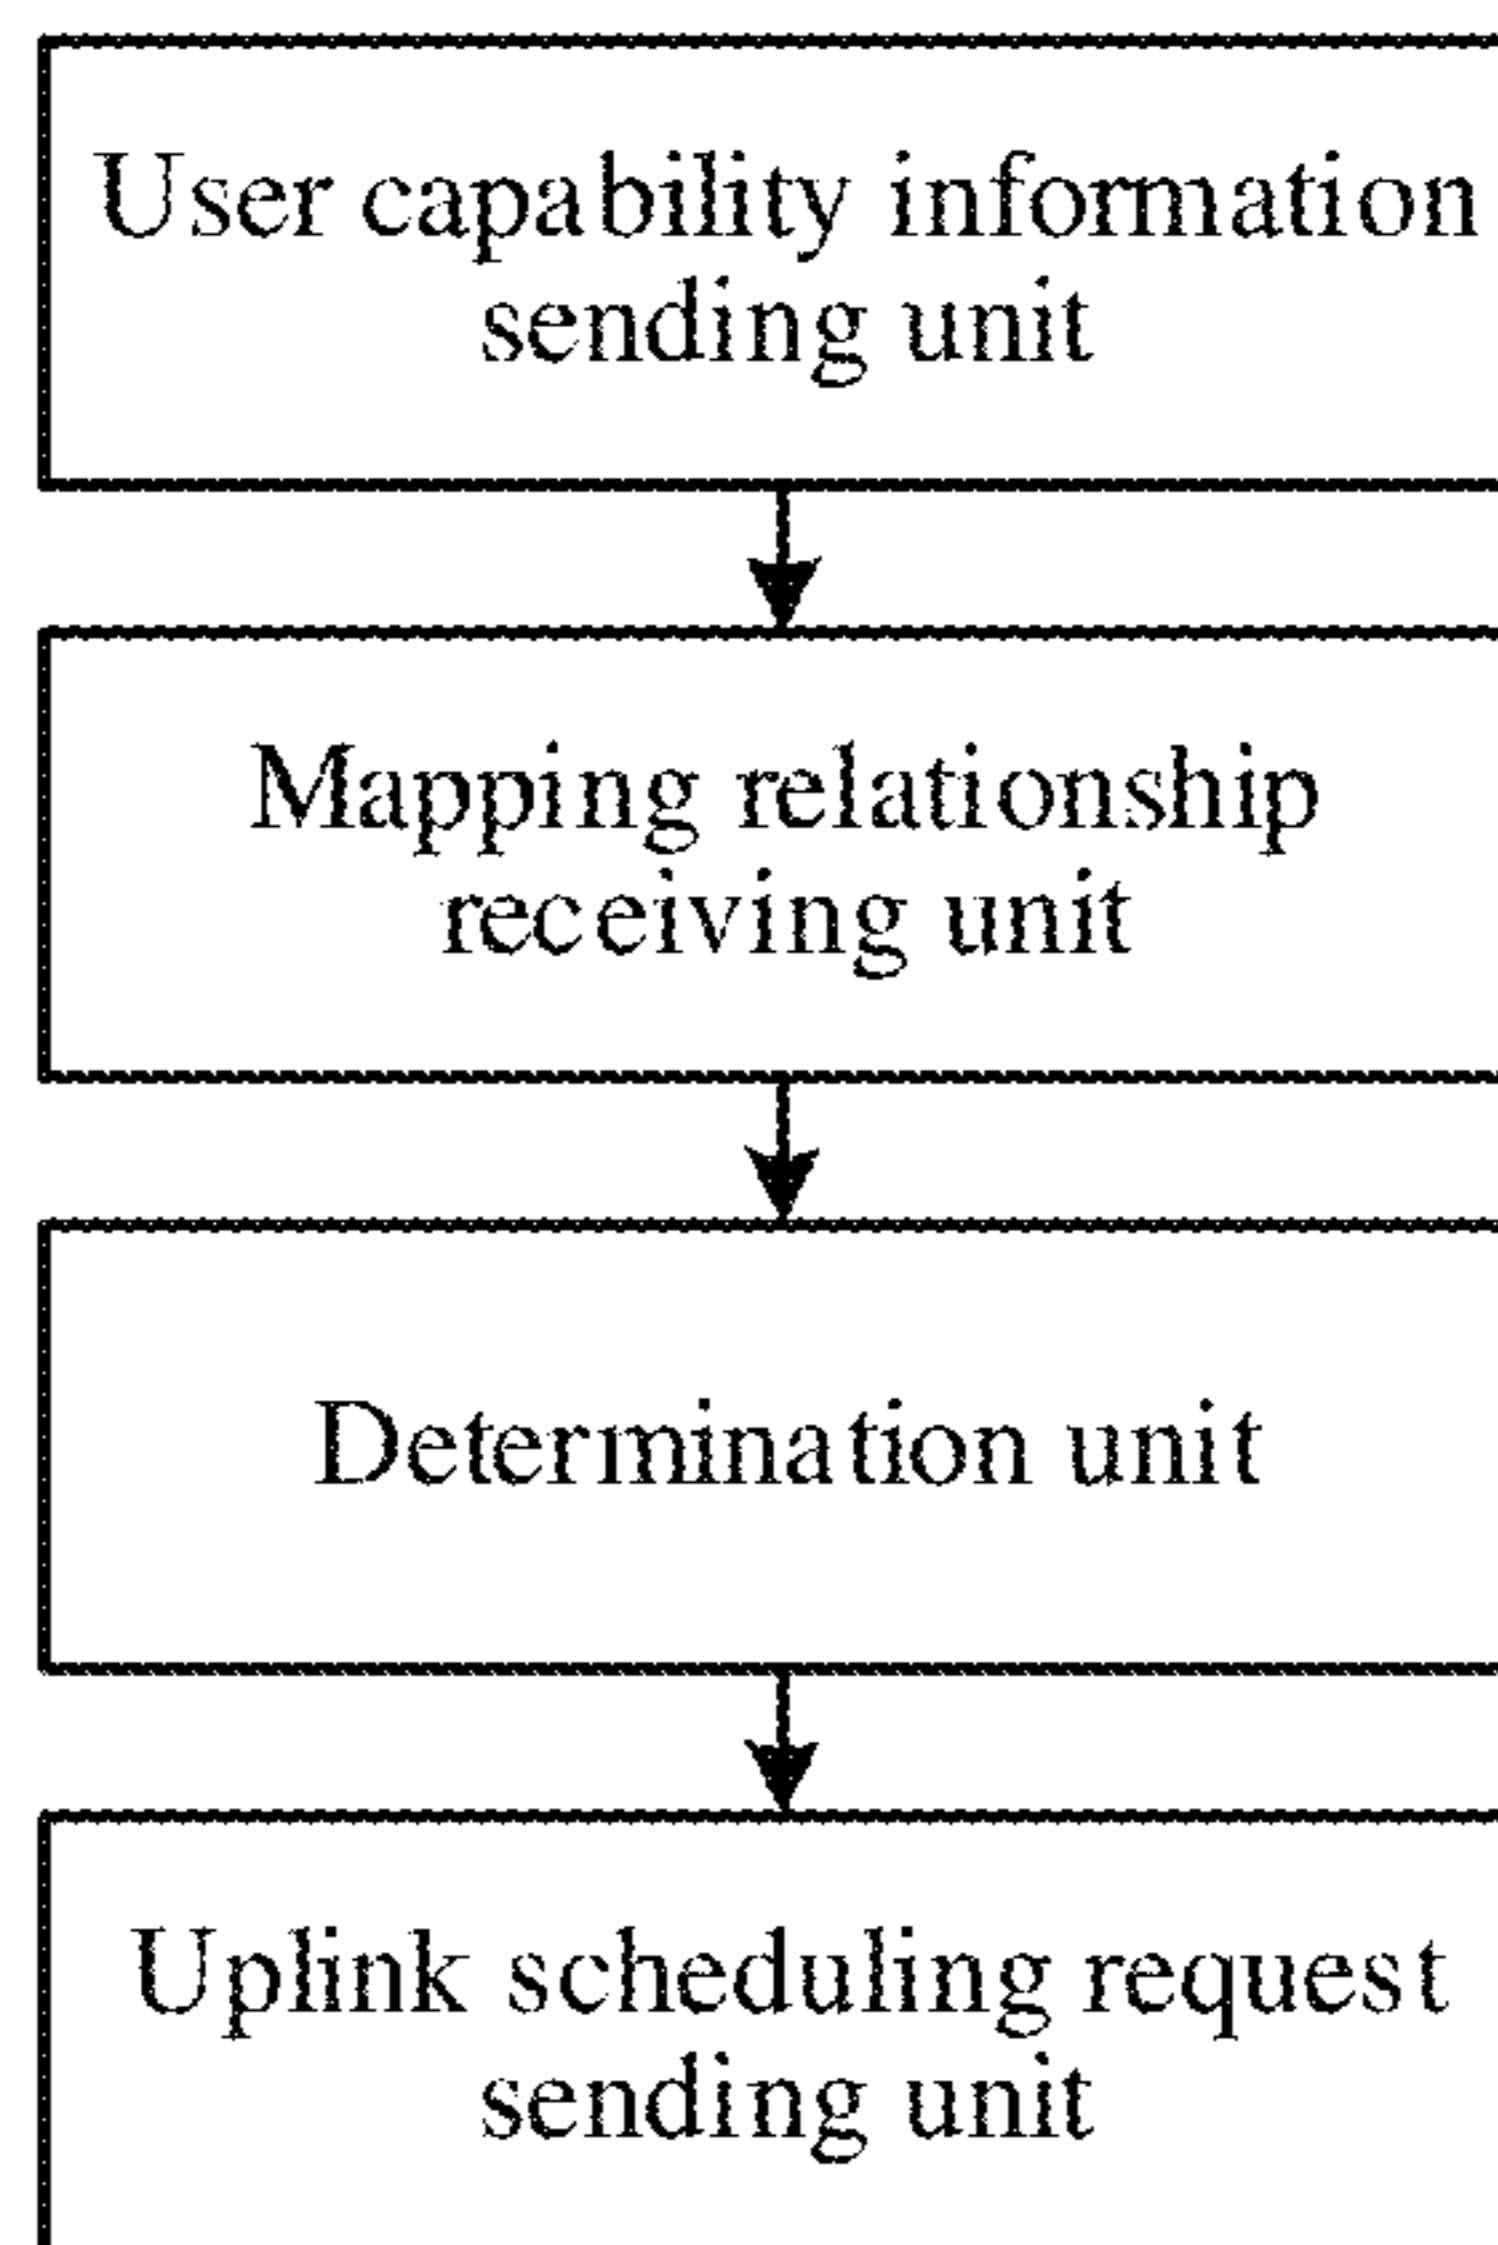 User capability information
sending unit
Mapping relationship
receiving unit
Determination unit
Uplink scheduling request
sending unit